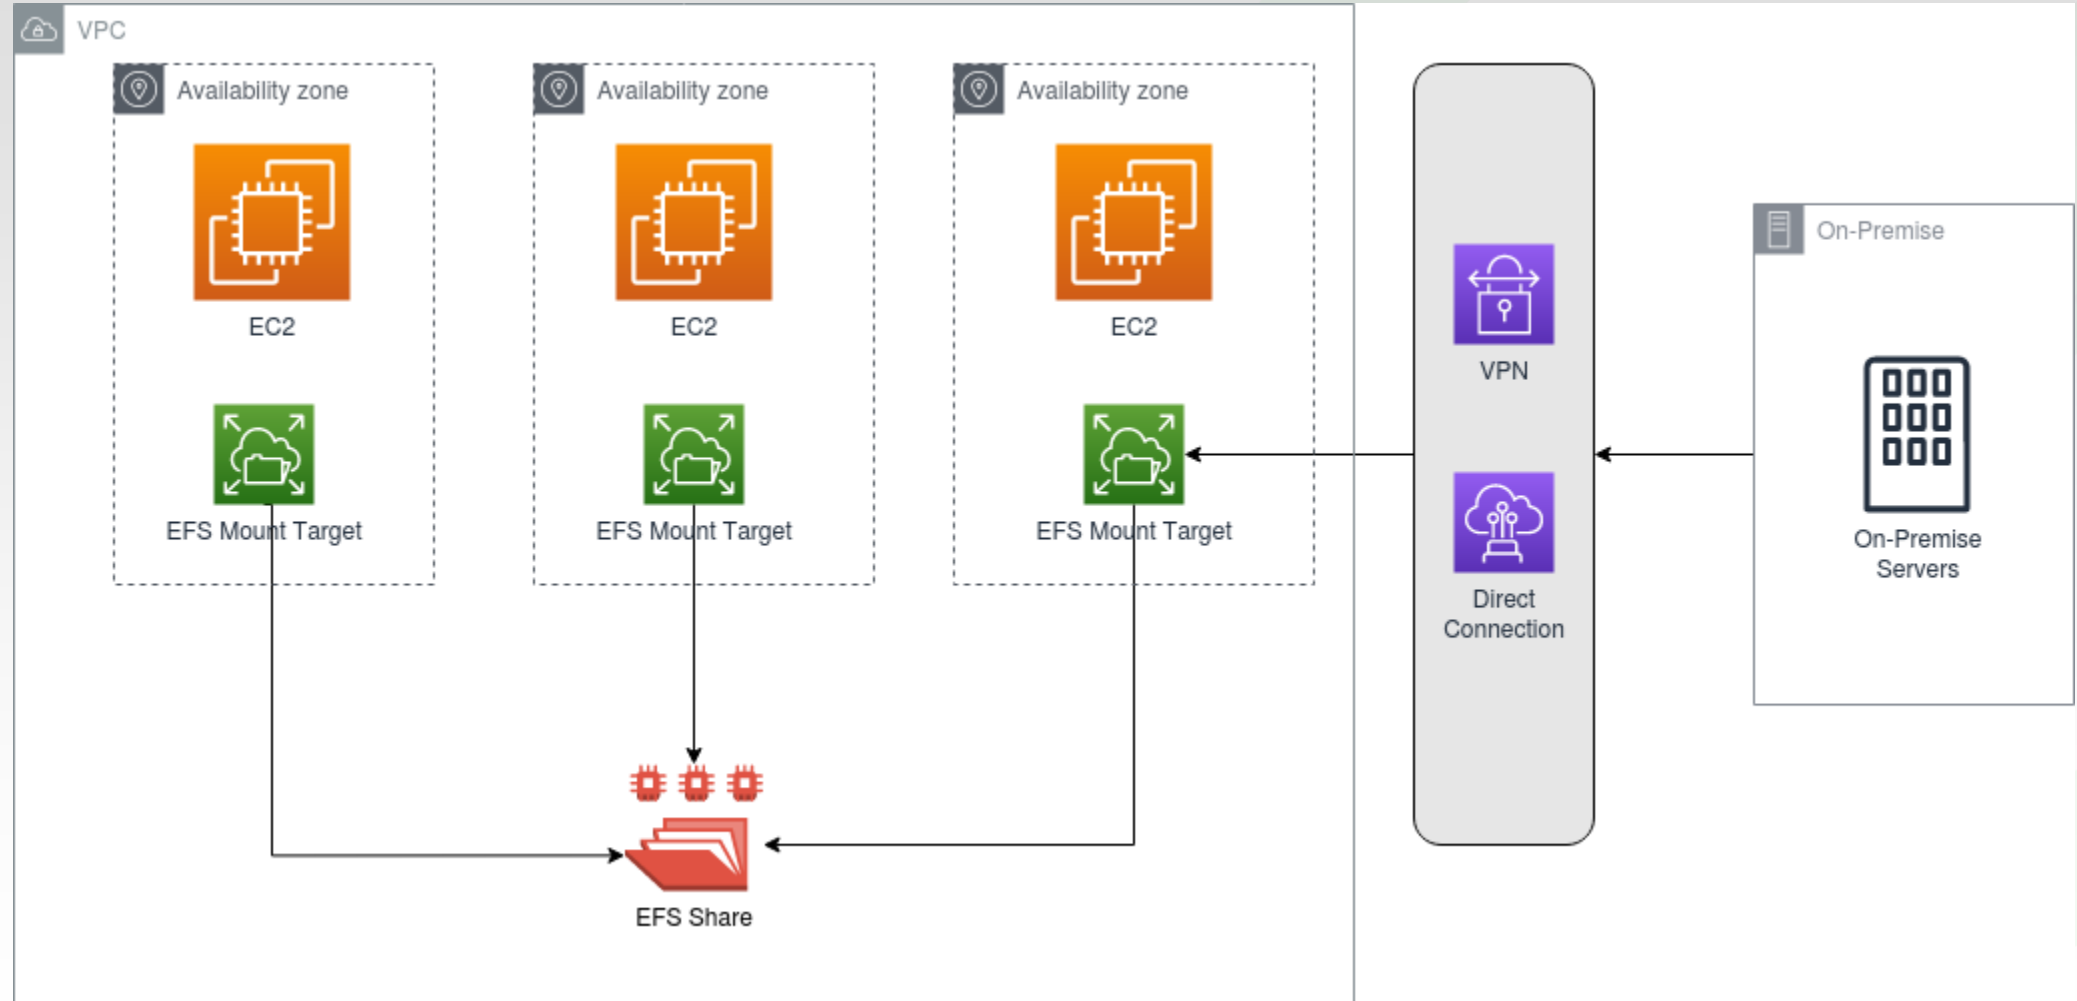 VPC
Availability zone
Availability zone
Availability zone
On-Premise
EC2
EC2
EC2
VPN
EFS Mount Target
EFS Mount Target
EFS Mount Target
On-Premise
Servers
Direct
Connection
EFS Share